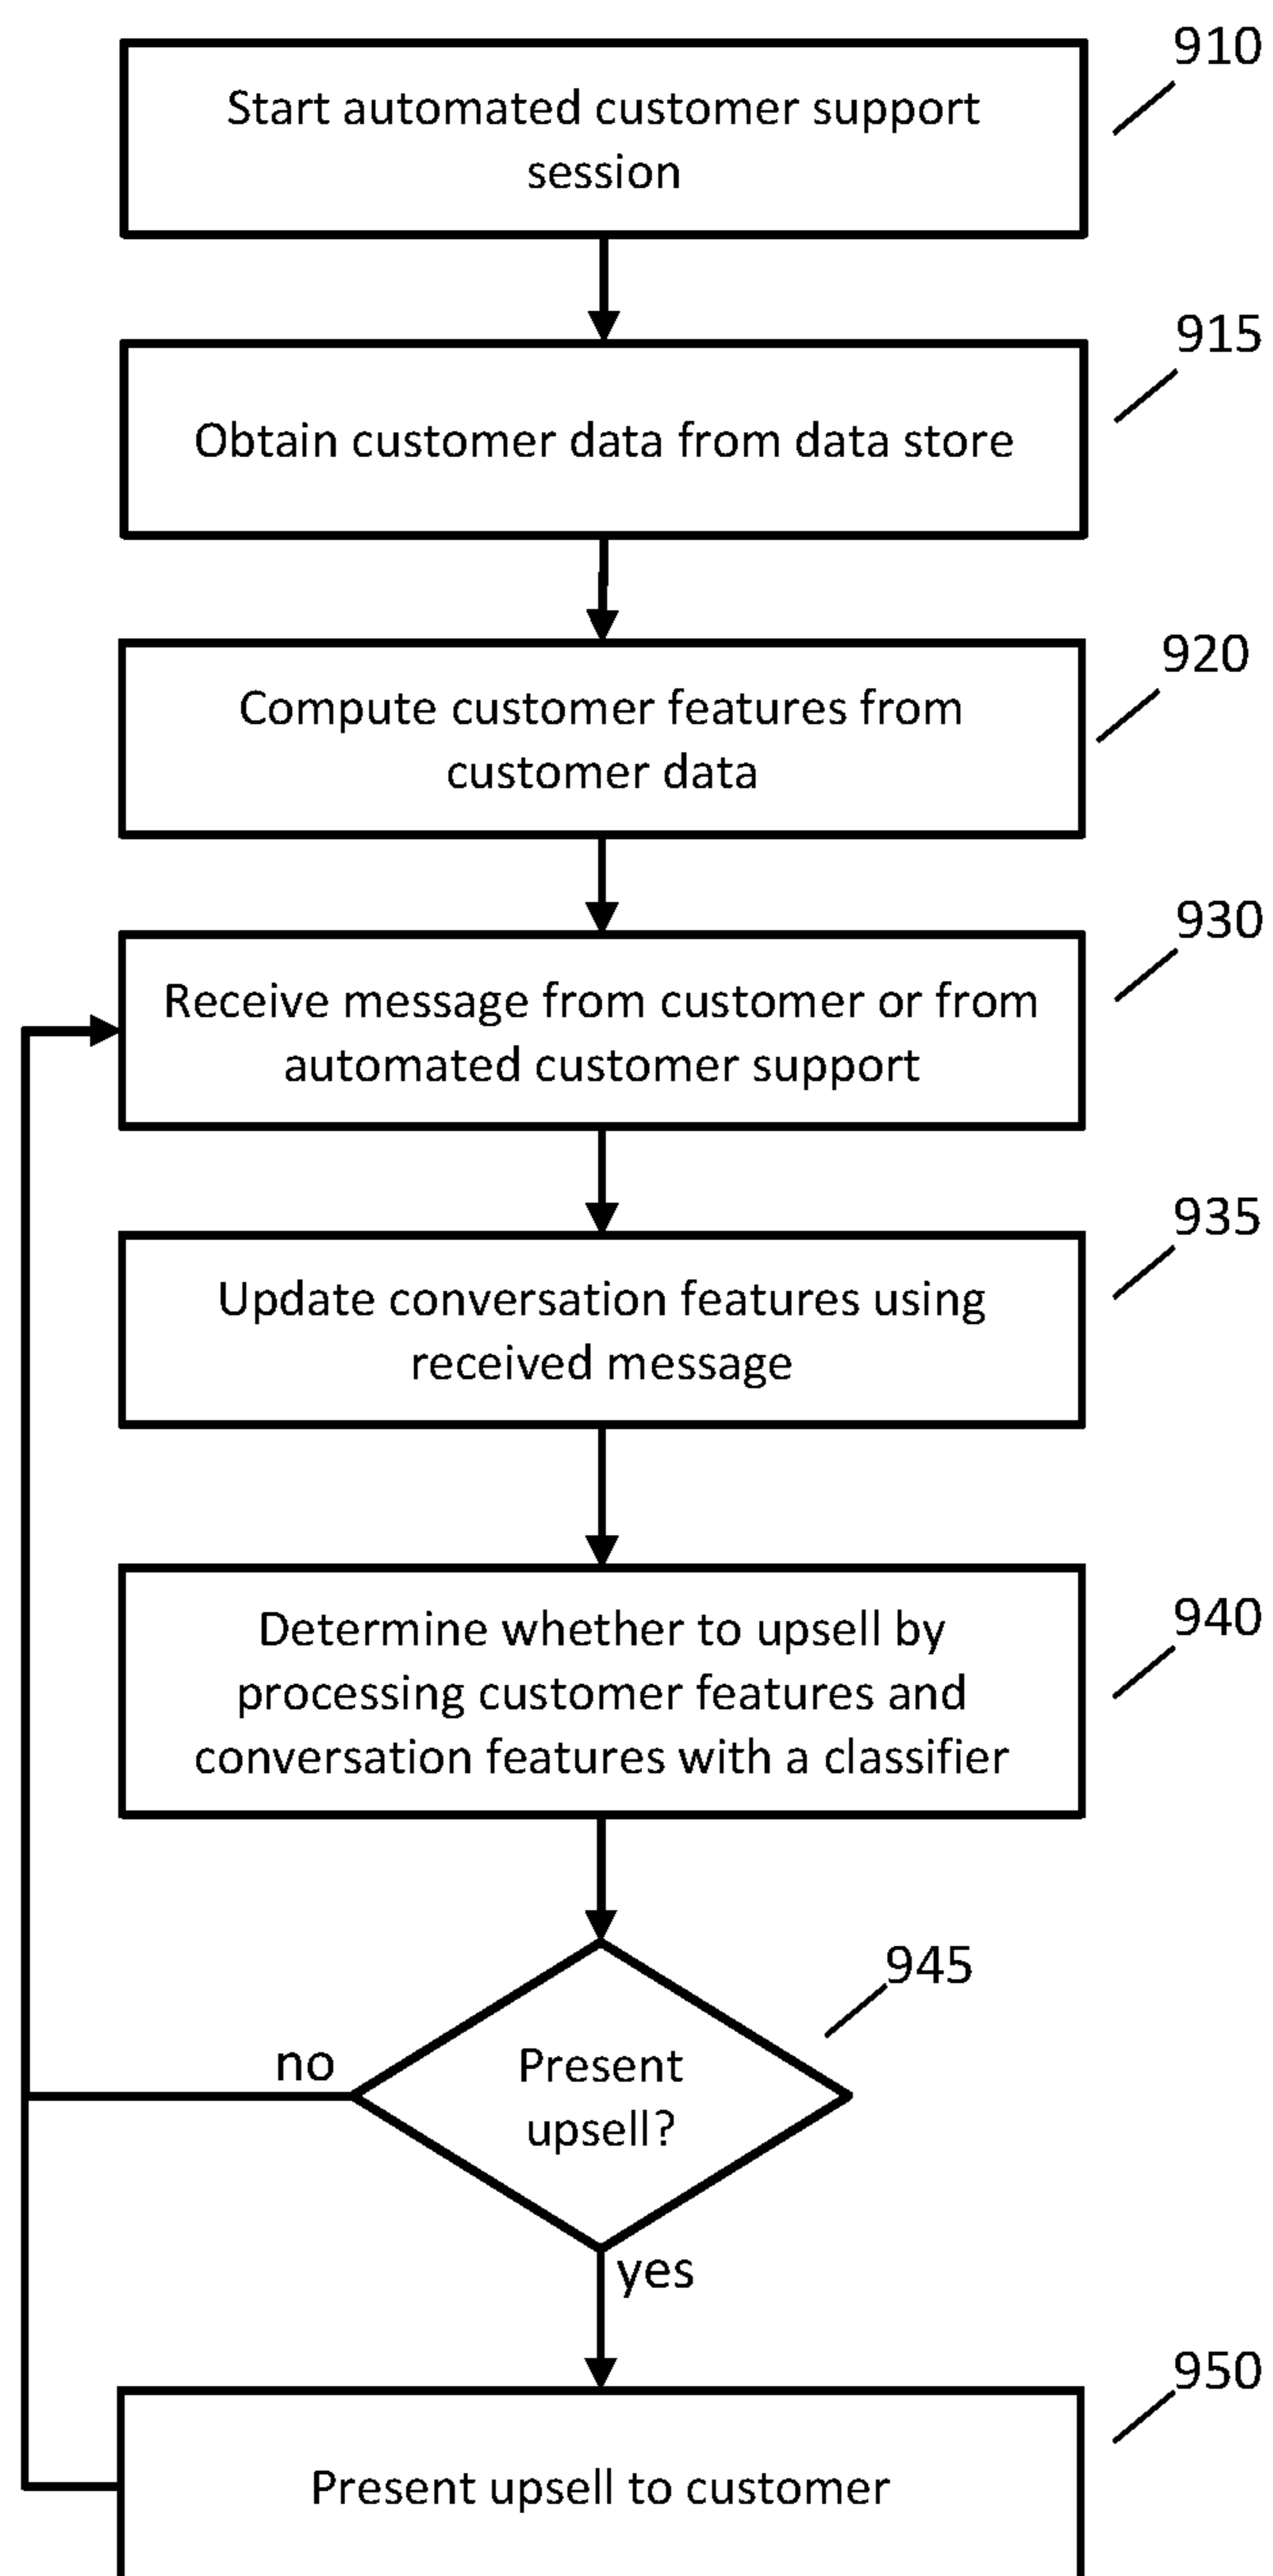 910
Start automated customer support
session
915
Obtain customer data from data store
920
Compute customer features from
customer data
930
Receive message from customer or from
automated customer support
935
Update conversation features using
received message
940
Determine whether to upsell by
processing customer features and
conversation features with a classifier
945
no
Present
upsell?
yes
950
Present upsell to customer